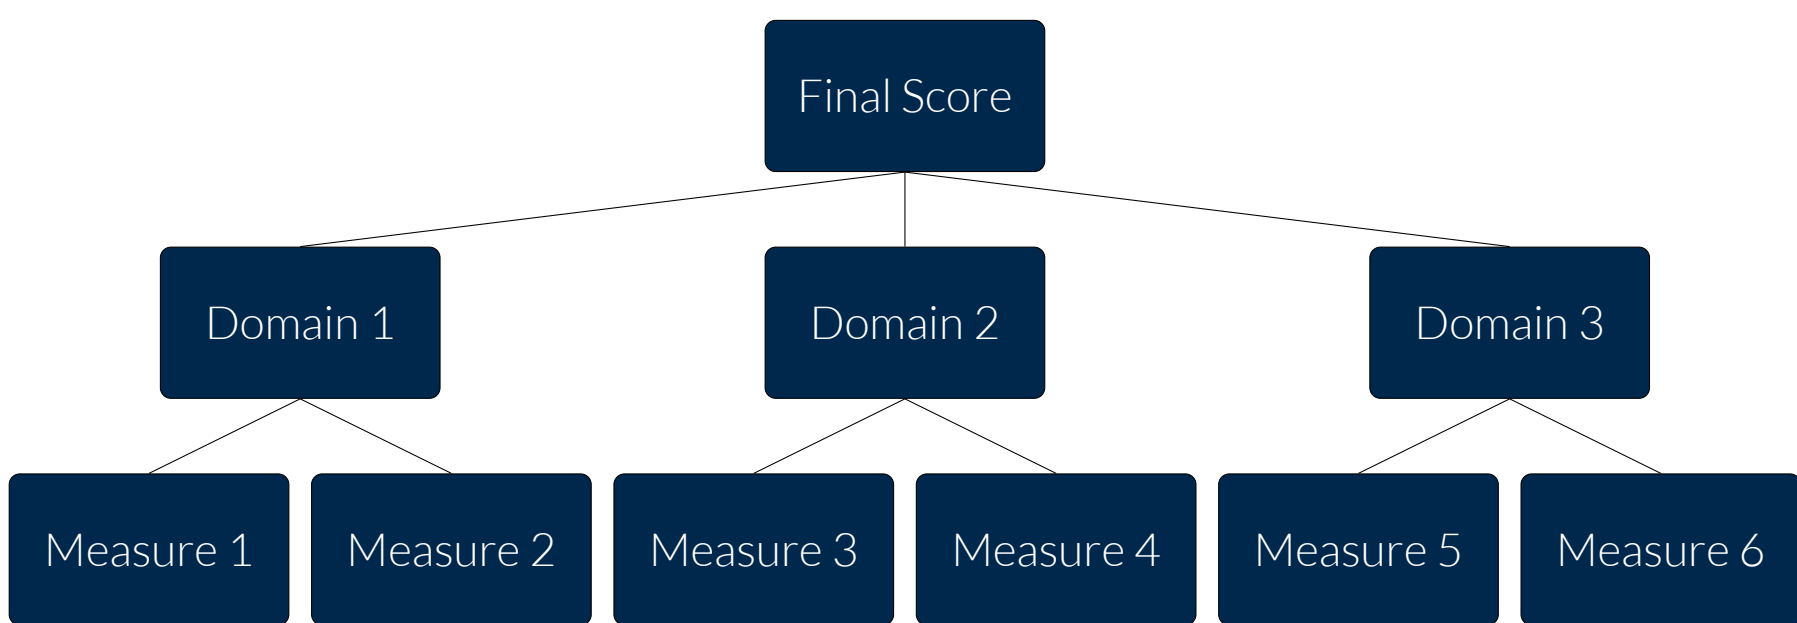 Final Score
Domain 1
Domain 2
Domain 3
Measure 1
Measure 2
Measure 3
Measure 4
Measure 5
Measure 6